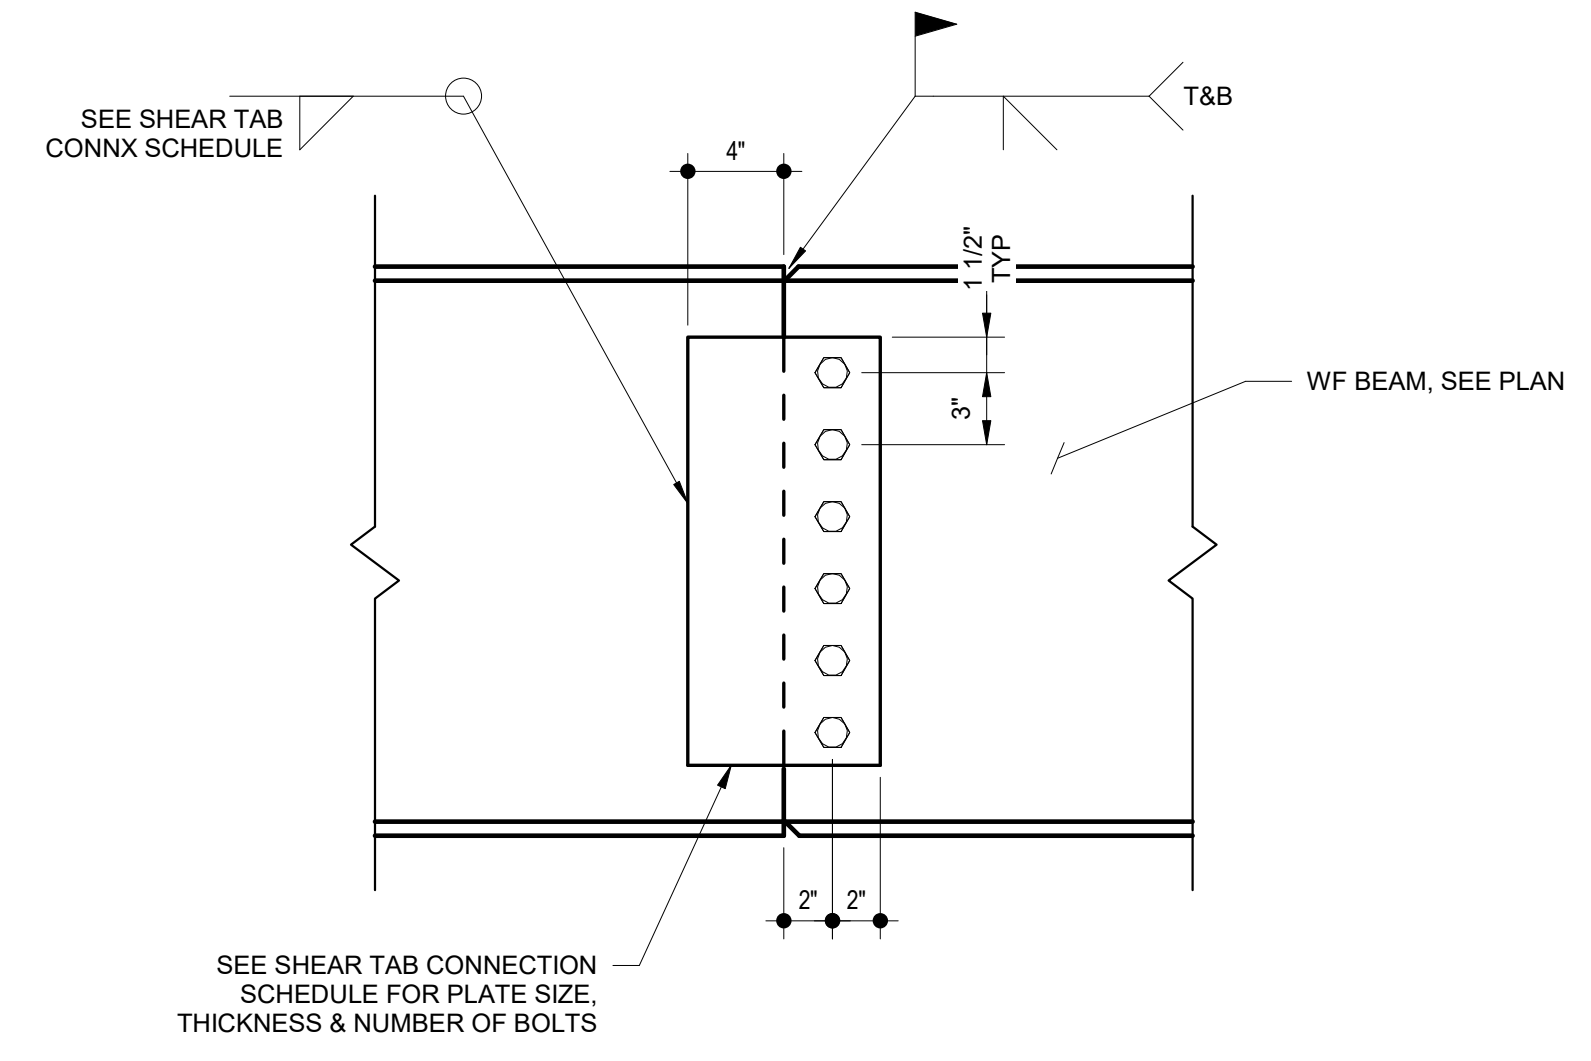 T&B
SEE SHEAR TAB
CONNX SCHEDULE
4"
1 1/2"
TYP
WF BEAM, SEE PLAN
3"
2"
2"
SEE SHEAR TAB CONNECTION
SCHEDULE FOR PLATE SIZE,
THICKNESS & NUMBER OF BOLTS